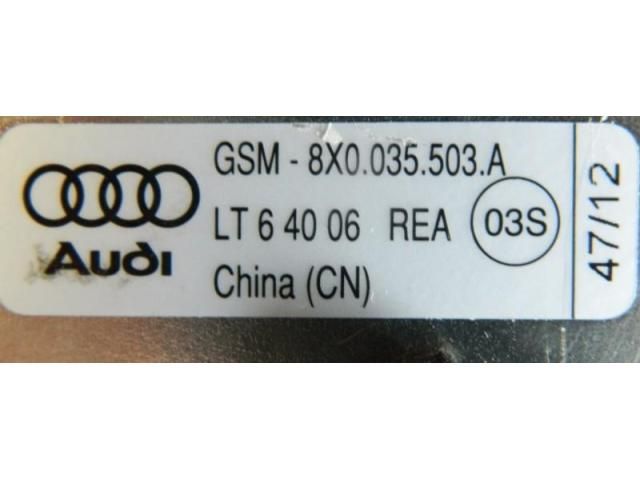 Audi
GSM - 8X0.035.503.A
LT 6 40 06 REA 03S
China (CN)
47/12